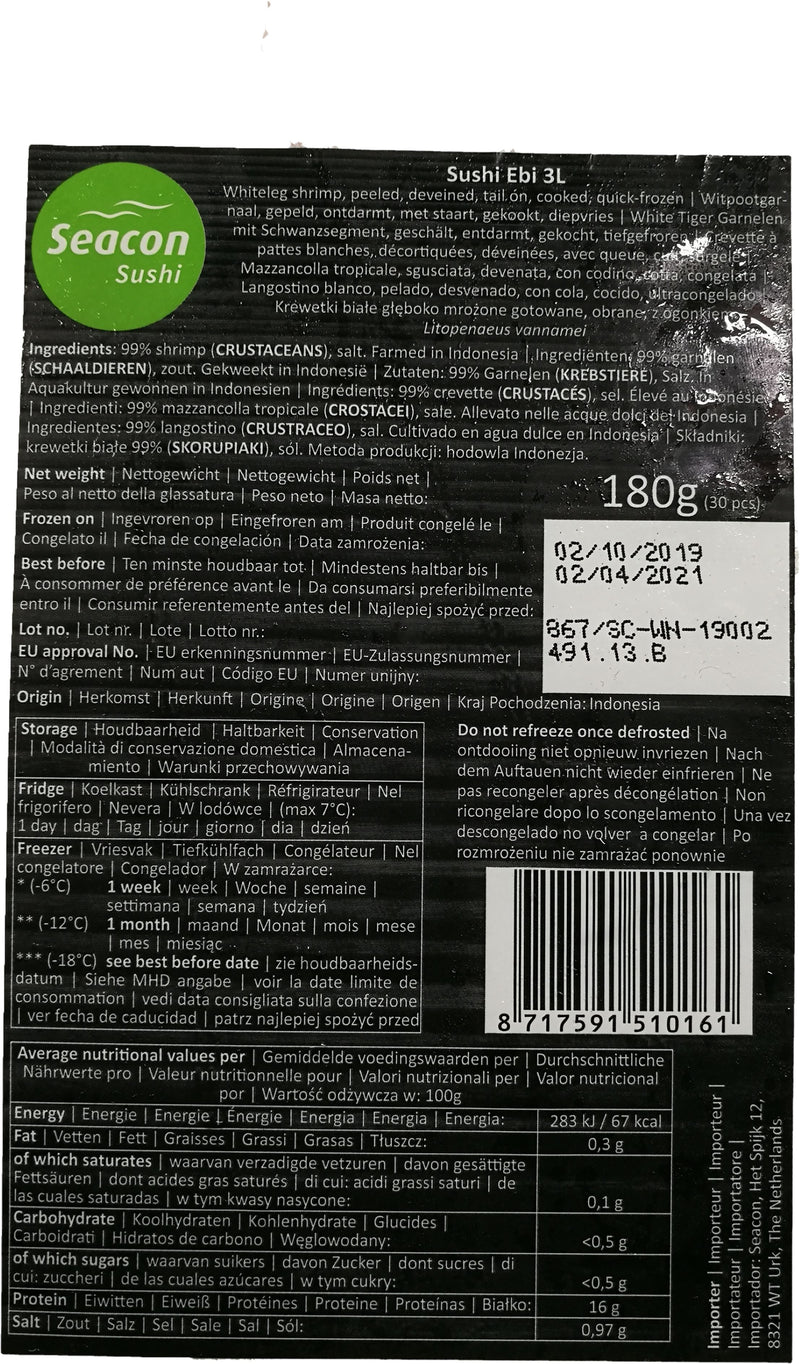 Seacon
Sushi
Sushi Ebi 3L
Whiteleg shrimp, peeled, deveined, tail on, cooked, quick-frozen | Witpootgar-
naal, gepeld, ontdarmt, met staart, gekookt, diepvries | White Tiger Garnelen
mit Schwanzsegment, geschält, entdarmt, gekocht, tiefgefroren | Crevette à
pattes blanches, décortiquées, déveinées, avec queue,
Mazzancolla tropicale, sgusciata, devenata, con codino, cotta, congelata |
Langostino blanco, pelado, desvenado, con cola, cocido, ultracongelado
Krewetki białe głęboko mrożone gotowane, obrane, z ogonkiem
Litopenaeus vannamei
Ingredients: 99% shrimp (CRUSTACEANS), salt. Farmed in Indonesia | Ingrediënten: 99% garnalen
(SCHAALDIEREN), zout. Gekweekt in Indonesië | Zutaten: 99% Garnelen (KREBSTIERE), Salz. In
Aquakultur gewonnen in Indonesien | Ingrédients: 99% crevette (CRUSTACÉS), sel. Élevé au
| Ingredienti: 99% mazzancolla tropicale (CROSTACEI), sale. Allevato nelle acque dolci del Indonesia |
Ingredientes: 99% langostino (CRUSTRACEO), sal. Cultivado en agua dulce en Indonesia | Składniki:
krewetki białe 99% (SKORUPIAKI), sól. Metoda produkcji: hodowla Indonezja.
Net weight | Nettogewicht | Nettogewicht | Poids net |
Peso al netto della glassatura | Peso neto | Masa netto:
180g (30 pcs).
Frozen on | Ingevroren op | Eingefroren am | Produit congelé le |
Congelato il | Fecha de congelación | Data zamrożenia:
02/10/2019
Best before | Ten minste houdbaar tot | Mindestens haltbar bis |
À consommer de préférence avant le | Da consumarsi preferibilmente
entro il | Consumir referentemente antes del | Najlepiej spożyć przed:
02/04/2021
Lot no. | Lot nr. | Lote | Lotto nr.:
867/SC-WN-19002
EU approval No. | EU erkenningsnummer | EU-Zulassungsnummer |
N° d'agrement | Num aut | Código EU | Numer unijny:
491.13.B
Origin | Herkomst | Herkunft | Origine | Origine | Origen | Kraj Pochodzenia: Indonesia
Storage | Houdbaarheid | Haltbarkeit | Conservation
| Modalità di conservazione domestica | Almacena-
miento | Warunki przechowywania
Fridge | Koelkast | Kühlschrank | Réfrigirateur | Nel
frigorifero | Nevera | W lodówce | (max 7°C):
1 day | dag | Tag | jour | giorno | dia | dzień
Freezer | Vriesvak | Tiefkühlfach | Congélateur | Nel
congelatore | Congelador | W zamrażarce:
* (-6°C) 1 week | week | Woche | semaine |
settimana | semana | tydzień
** (-12°C) 1 month | maand | Monat | mois | mese
| mes | miesiąc
*** (-18°C) see best before date | zie houdbaarheids-
datum | Siehe MHD angabe | voir la date limite de
consommation | vedi data consigliata sulla confezione
| ver fecha de caducidad | patrz najlepiej spożyć przed
Do not refreeze once defrosted | Na
ontdooiing niet opnieuw invriezen | Nach
dem Auftauen nicht wieder einfrieren | Ne
pas recongeler après décongélation | Non
ricongelare dopo lo scongelamento | Una vez
descongelado no volver a congelar | Po
rozmrożeniu nie zamrażać ponownie
8 717591 510161
Average nutritional values per | Gemiddelde voedingswaarden per | Durchschnittliche
Nährwerte pro | Valeur nutritionnelle pour | Valori nutrizionali per | Valor nutricional
por | Wartość odżywcza w: 100g
Energy | Energie | Energie | Énergie | Energia | Energia | Energia: 283 kJ / 67 kcal
Fat | Vetten | Fett | Graisses | Grassi | Grasas | Tłuszcz: 0,3 g
of which saturates | waarvan verzadigde vetzuren | davon gesättigte
Fettsäuren | dont acides gras saturés | di cui: acidi grassi saturi | de
las cuales saturadas | w tym kwasy nasycone: 0,1 g
Carbohydrate | Koolhydraten | Kohlenhydrate | Glucides |
Carboidrati | Hidratos de carbono | Węglowodany: <0,5 g
of which sugars | waarvan suikers | davon Zucker | dont sucres | di
cui: zuccheri | de las cuales azúcares | w tym cukry: <0,5 g
Protein | Eiwitten | Eiweiß | Protéines | Proteine | Proteínas | Białko: 16 g
Salt | Zout | Salz | Sel | Sale | Sal | Sól: 0,97 g
Importer | Importeur | Importeur |
Importateur | Importatore |
Importador: Seacon, Het Spijk 12,
8321 WT Urk, The Netherlands